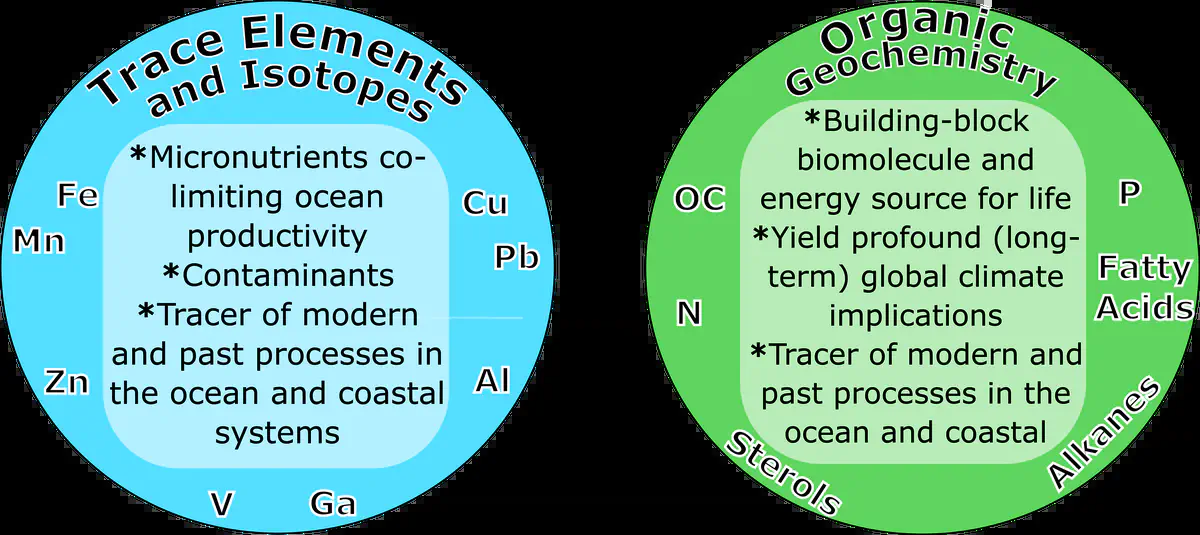 Trace Elements
and Isotopes
*Micronutrients co-
limiting ocean
productivity
*Contaminants
*Tracer of modern
and past processes in
the ocean and coastal
systems
Fe
Mn
Zn
V
Ga
Al
Pb
Cu
Organic
Geochemistry
*Building-block
biomolecule and
energy source for life
*Yield profound (long-
term) global climate
implications
*Tracer of modern and
past processes in the
ocean and coastal
OC
N
Sterols
Alkanes
Fatty
Acids
P